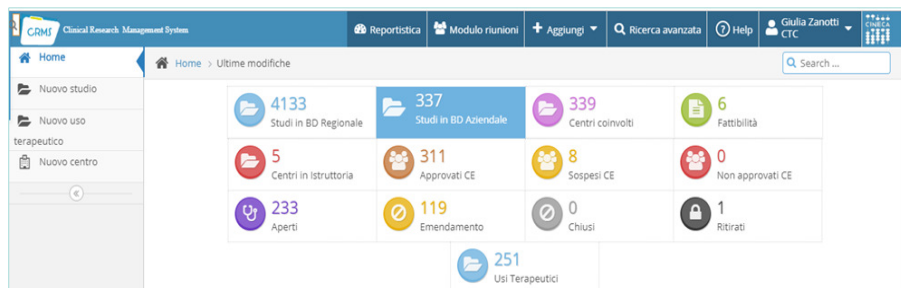 CRMS Clinical Research Management System
Reportistica Modulo riunioni Aggiungi Ricerca avanzata Help Giulia Zanotti CTC CINECA
Home
Nuovo studio
Nuovo uso terapeutico
Nuovo centro
Home > Ultime modifiche
Search ...
4133
Studi in BD Regionale
337
Studi in BD Aziendale
339
Centri coinvolti
6
Fattibilità
5
Centri in Istruttoria
311
Approvati CE
8
Sospesi CE
0
Non approvati CE
233
Aperti
119
Emendamento
0
Chiusi
1
Ritirati
251
Usi Terapeutici